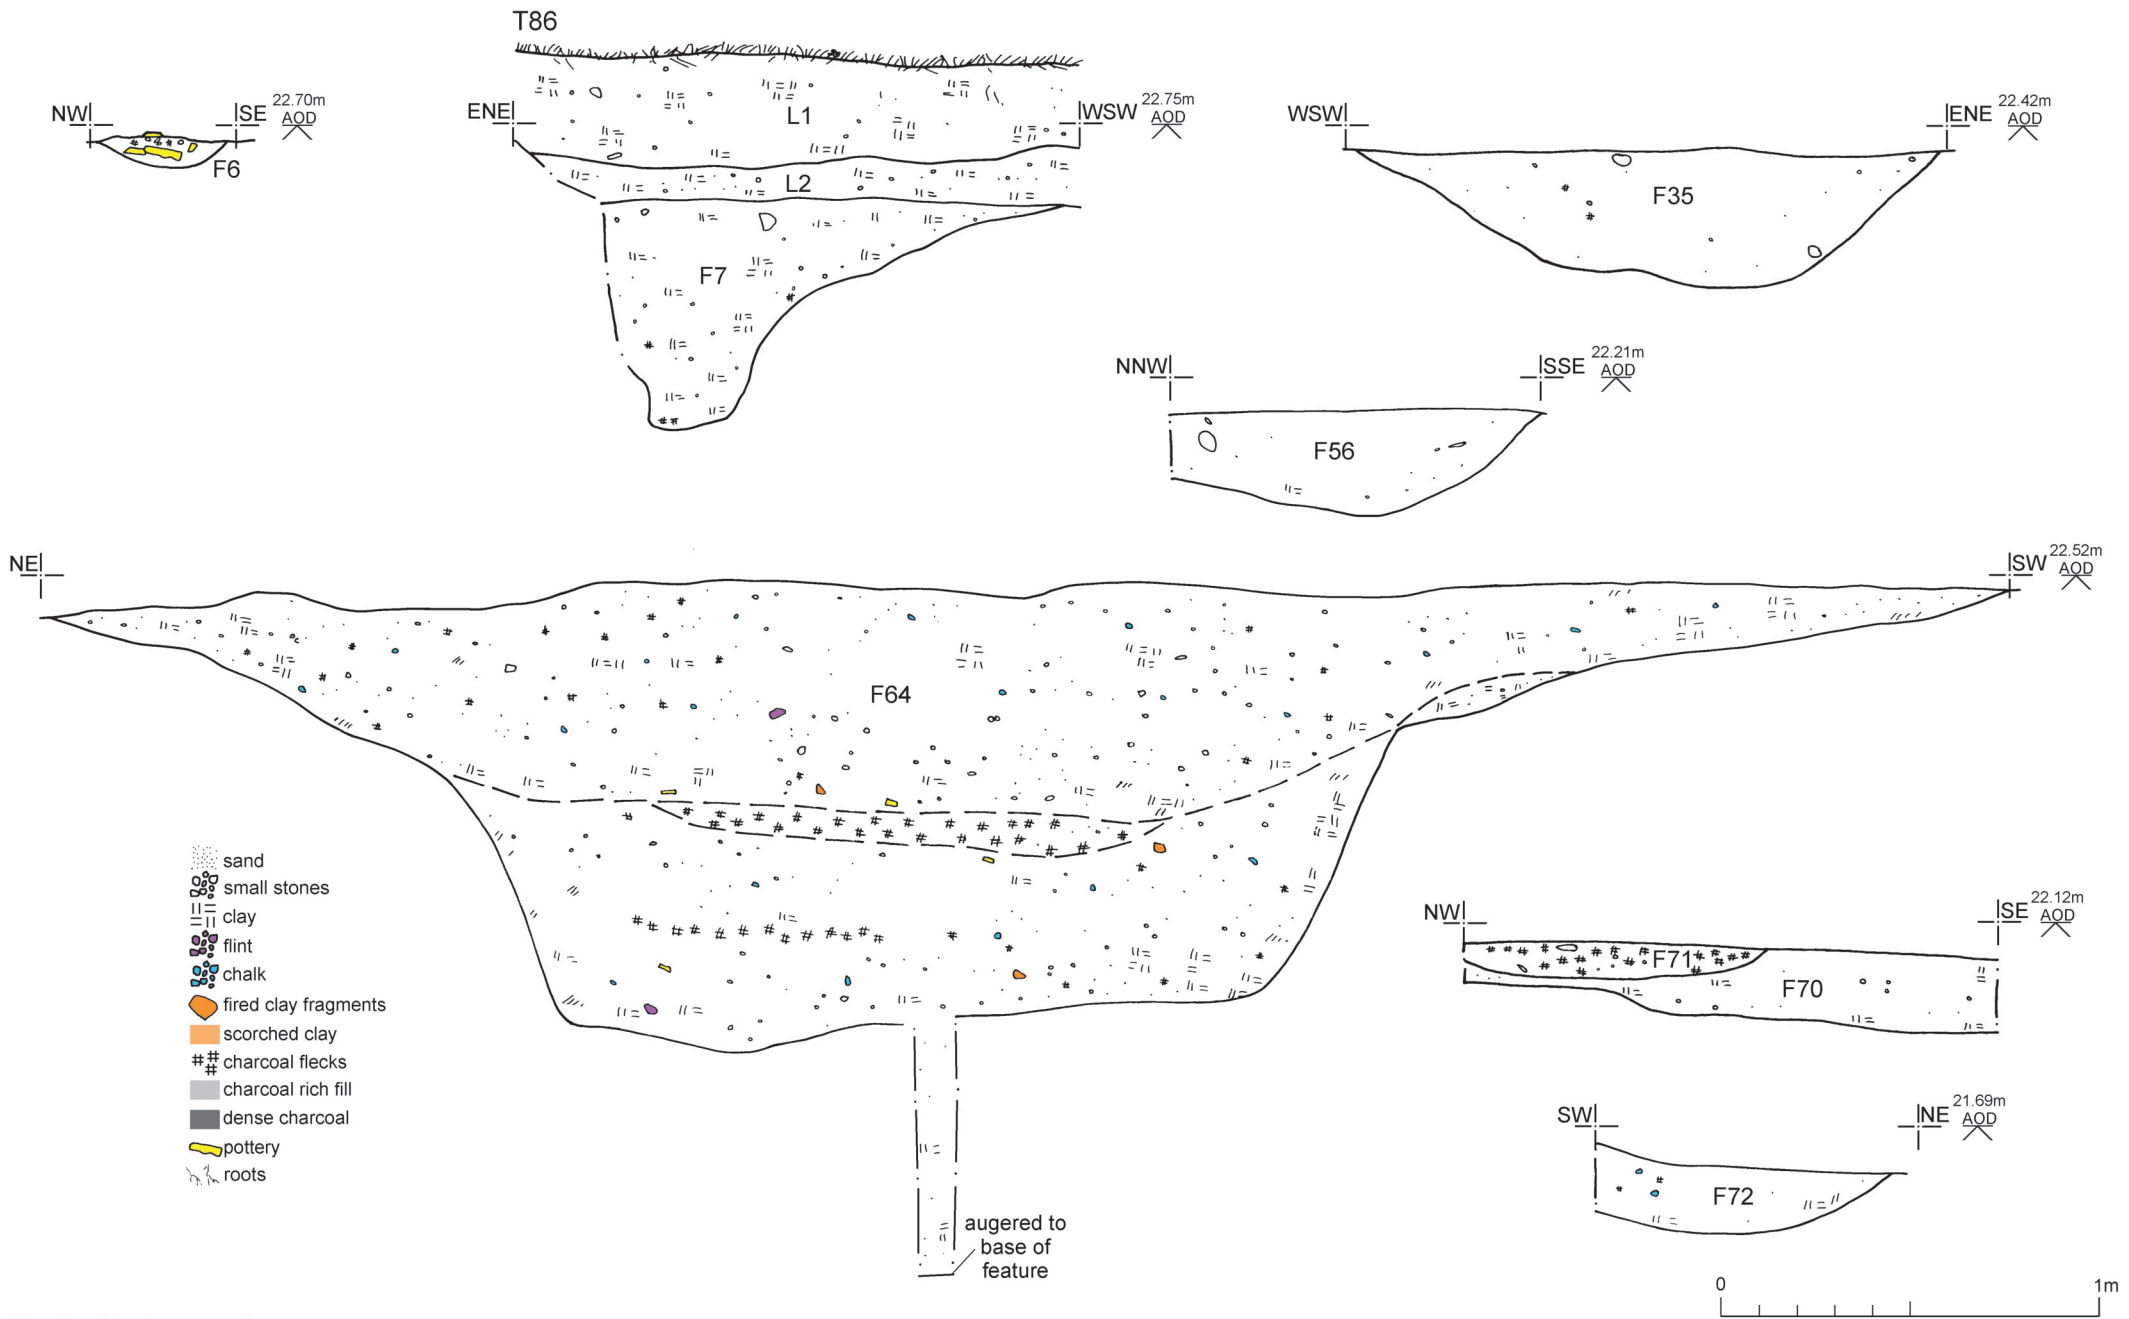 T86
NW
SE
22.70m
AOD
F6
ENE
WSW
22.75m
AOD
L1
L2
F7
WSW
ENE
22.42m
AOD
F35
NNW
SSE
22.21m
AOD
F56
NE
SW
22.52m
AOD
F64
sand
small stones
clay
flint
chalk
fired clay fragments
scorched clay
charcoal flecks
charcoal rich fill
dense charcoal
pottery
roots
augered to
base of
feature
NW
SE
22.12m
AOD
F71
F70
SW
NE
21.69m
AOD
F72
0
1m